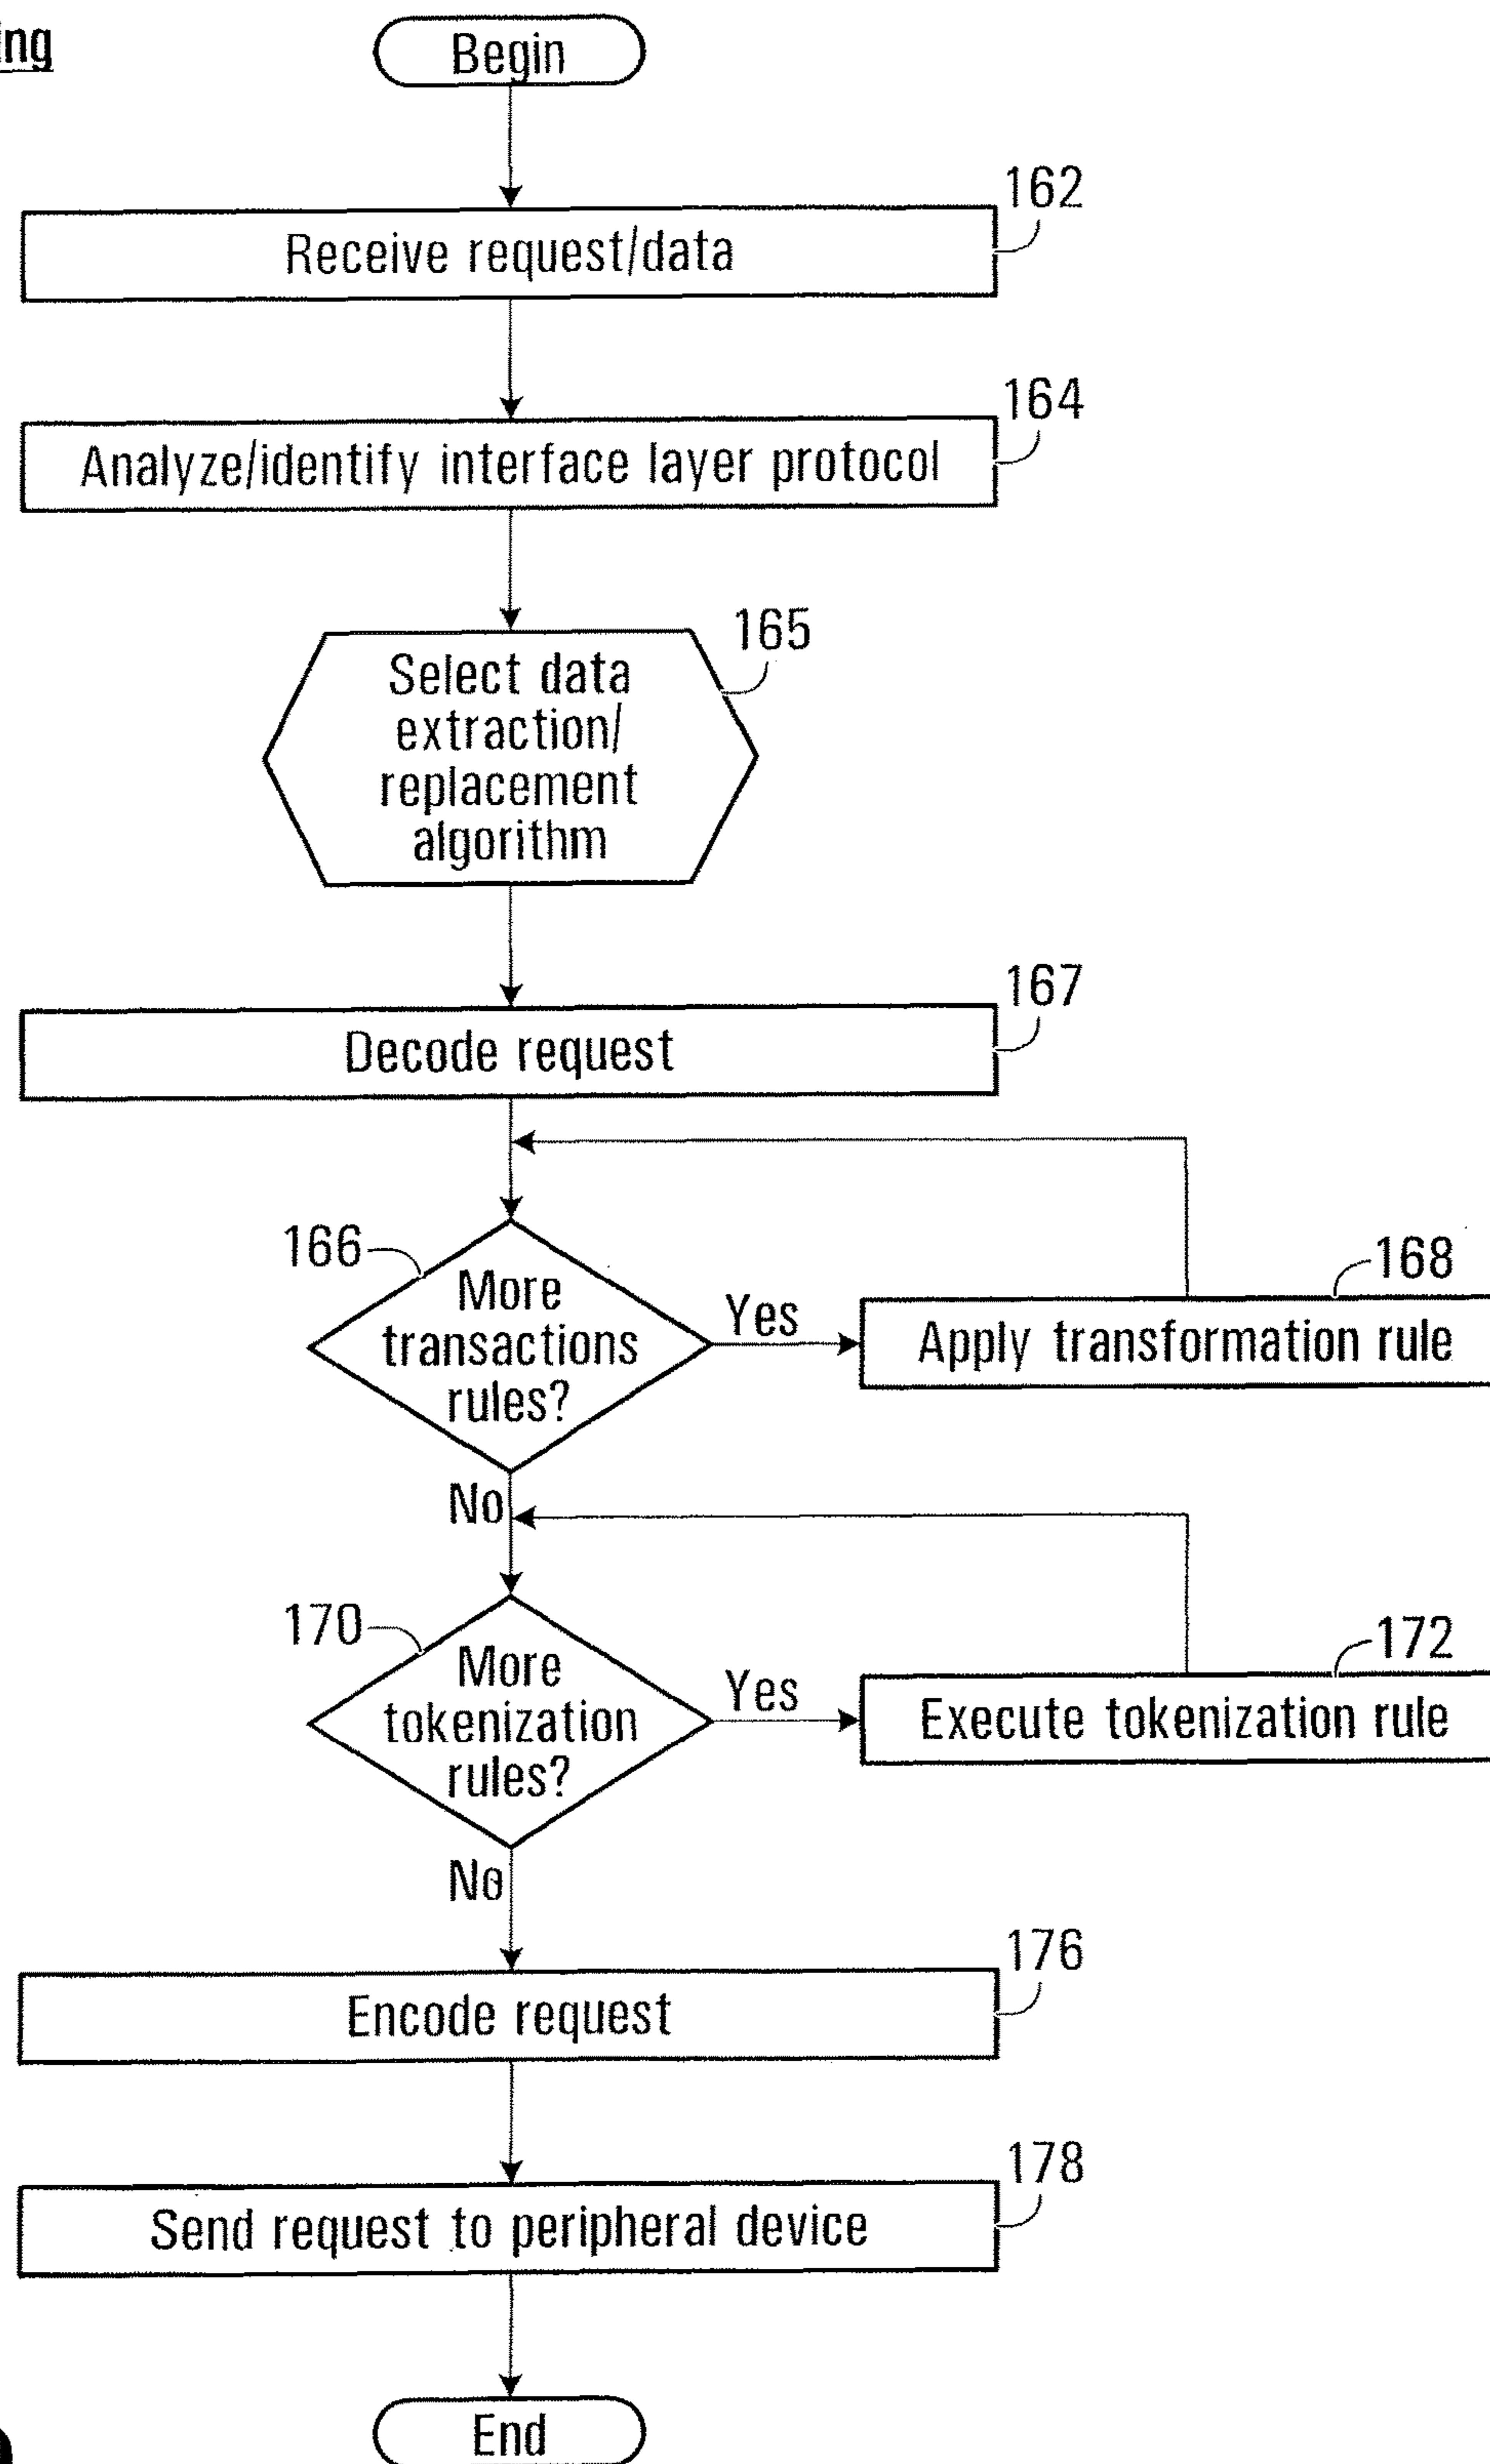 ing
Begin
162
Receive request/data
164
Analyze/identify interface layer protocol
165
Select data
extraction/
replacement
algorithm
167
Decode request
166
More
transactions
rules?
Yes
168
Apply transformation rule
No
170
More
tokenization
rules?
Yes
172
Execute tokenization rule
No
176
Encode request
178
Send request to peripheral device
End